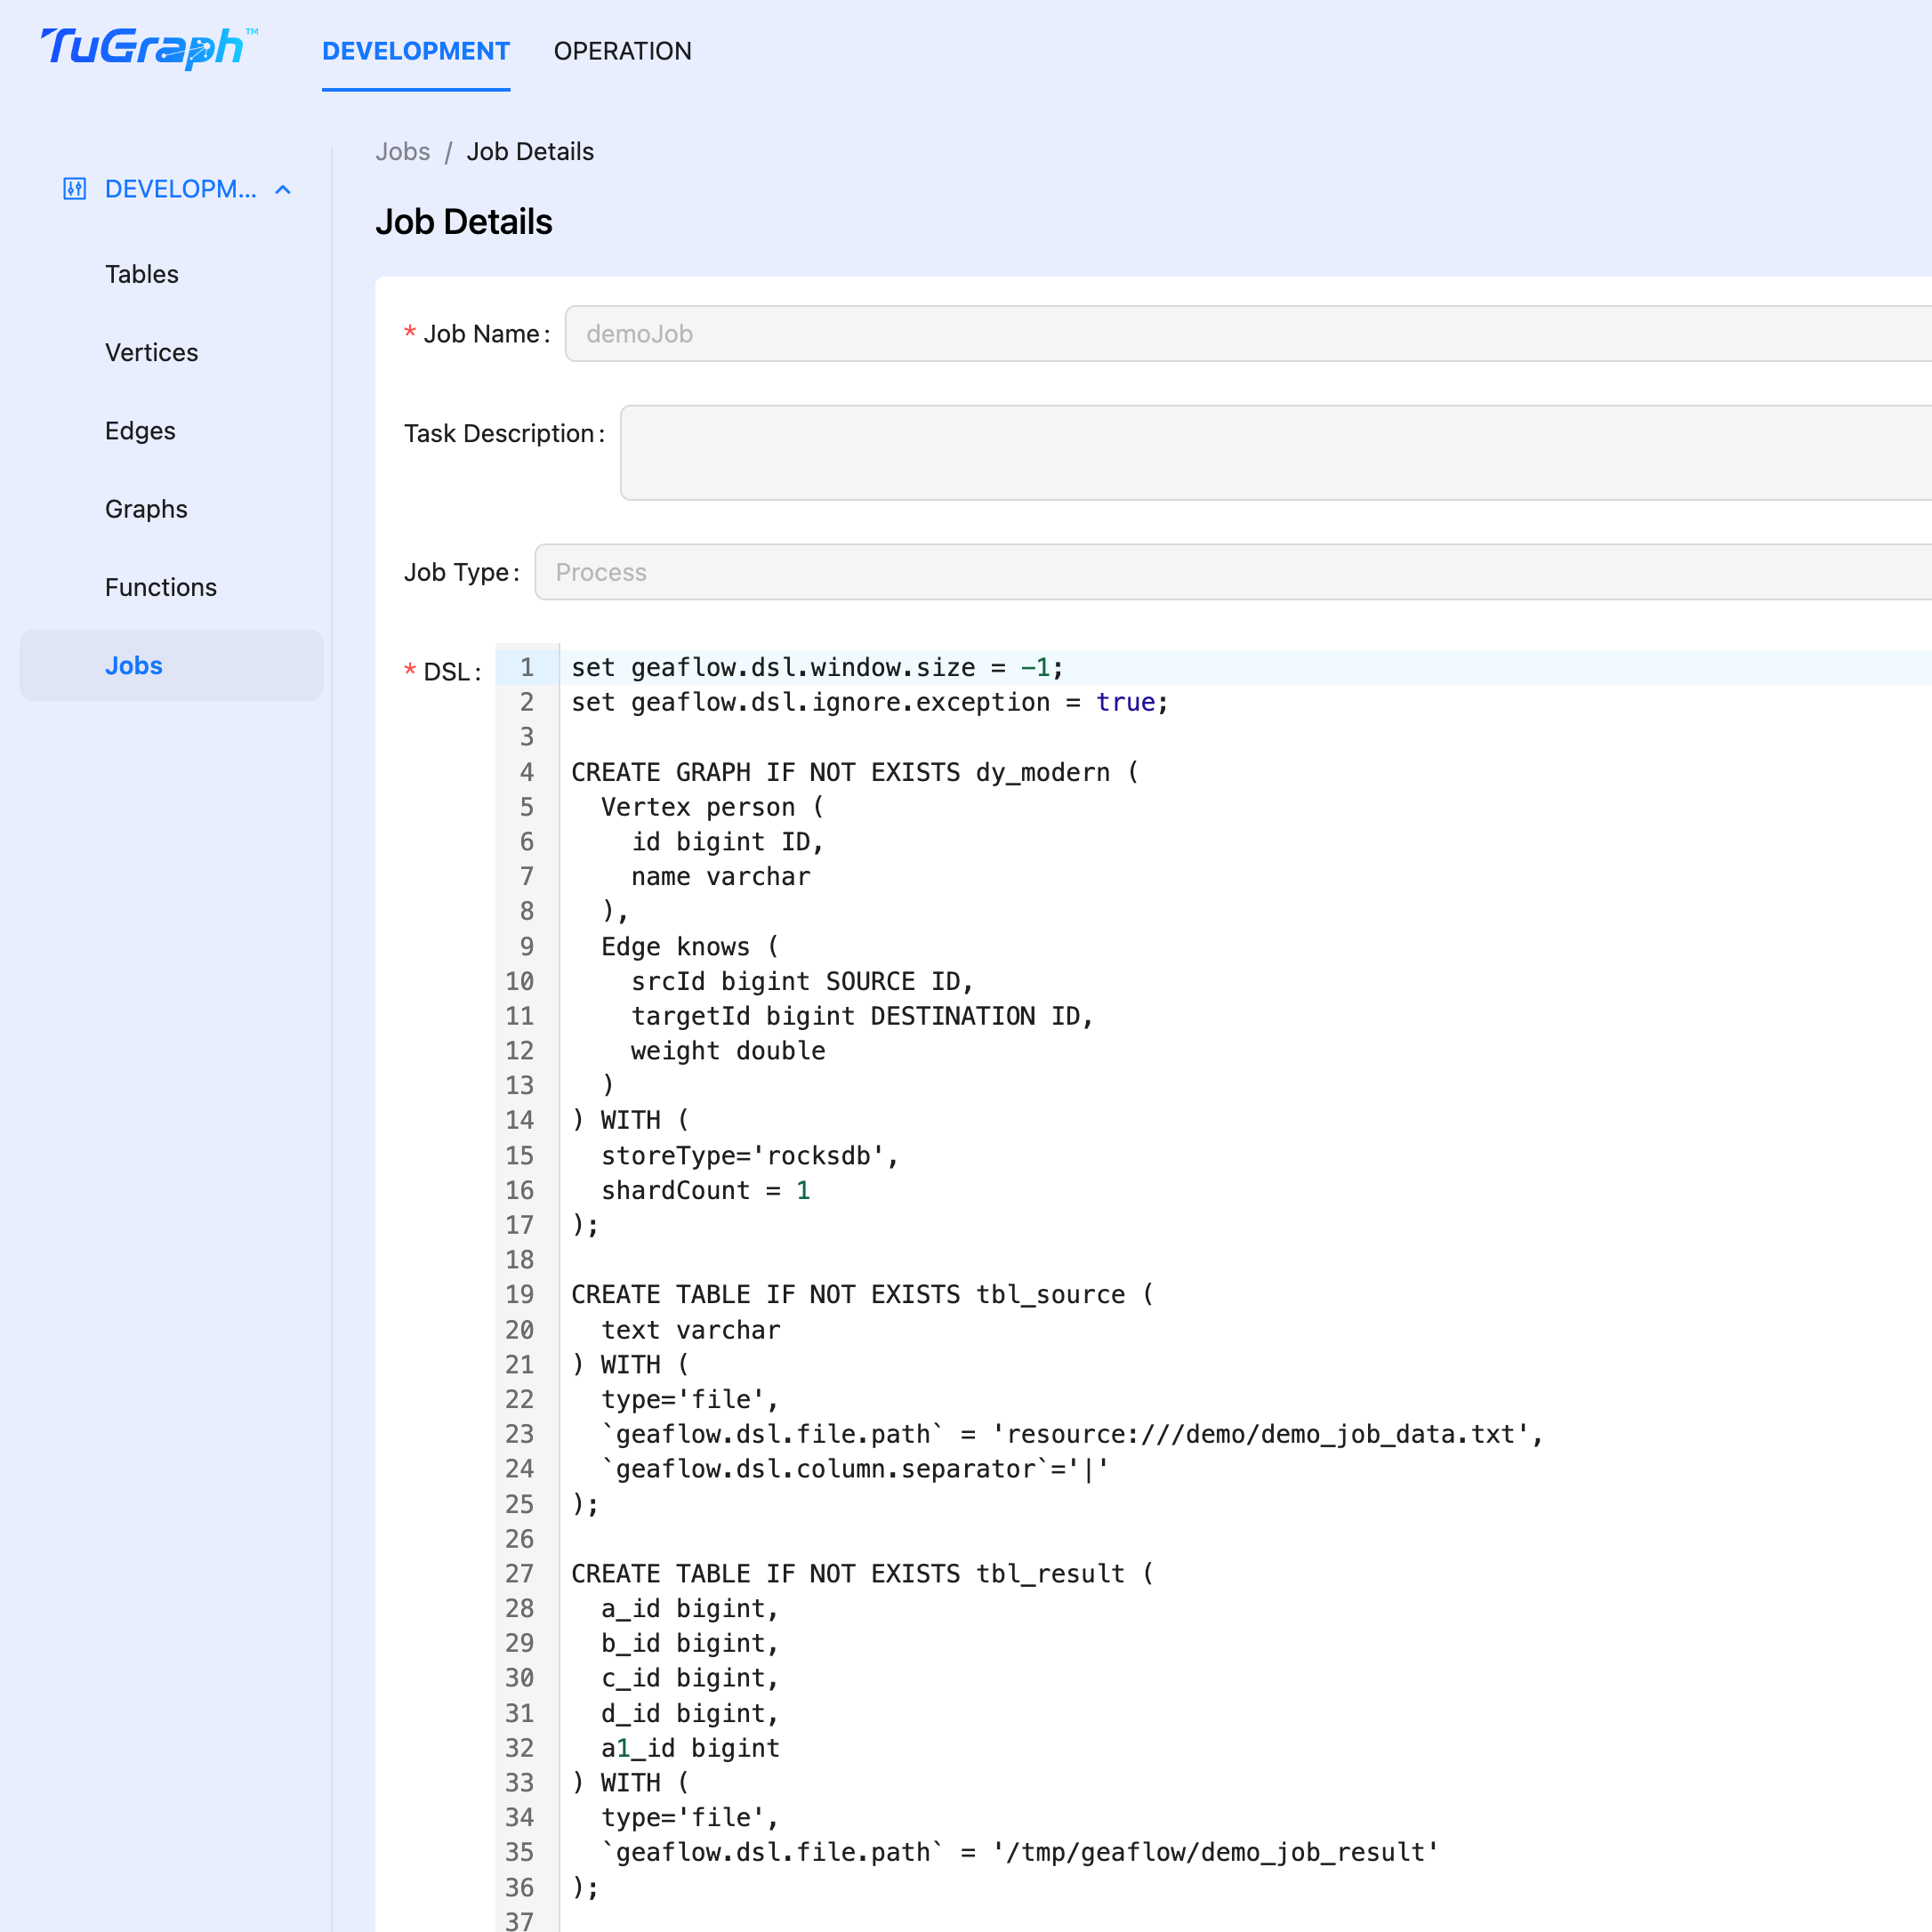 TuGraph™
DEVELOPMENT
OPERATION
DEVELOPM...
Tables
Vertices
Edges
Graphs
Functions
Jobs
Jobs / Job Details
Job Details
* Job Name: demoJob
Task Description:
Job Type: Process
* DSL:
1 set geaflow.dsl.window.size = -1;
2 set geaflow.dsl.ignore.exception = true;
3
4 CREATE GRAPH IF NOT EXISTS dy_modern (
5   Vertex person (
6     id bigint ID,
7     name varchar
8   ),
9   Edge knows (
10     srcId bigint SOURCE ID,
11     targetId bigint DESTINATION ID,
12     weight double
13   )
14 ) WITH (
15   storeType='rocksdb',
16   shardCount = 1
17 );
18
19 CREATE TABLE IF NOT EXISTS tbl_source (
20   text varchar
21 ) WITH (
22   type='file',
23   `geaflow.dsl.file.path` = 'resource:///demo/demo_job_data.txt',
24   `geaflow.dsl.column.separator`='|'
25 );
26
27 CREATE TABLE IF NOT EXISTS tbl_result (
28   a_id bigint,
29   b_id bigint,
30   c_id bigint,
31   d_id bigint,
32   a1_id bigint
33 ) WITH (
34   type='file',
35   `geaflow.dsl.file.path` = '/tmp/geaflow/demo_job_result'
36 );
37